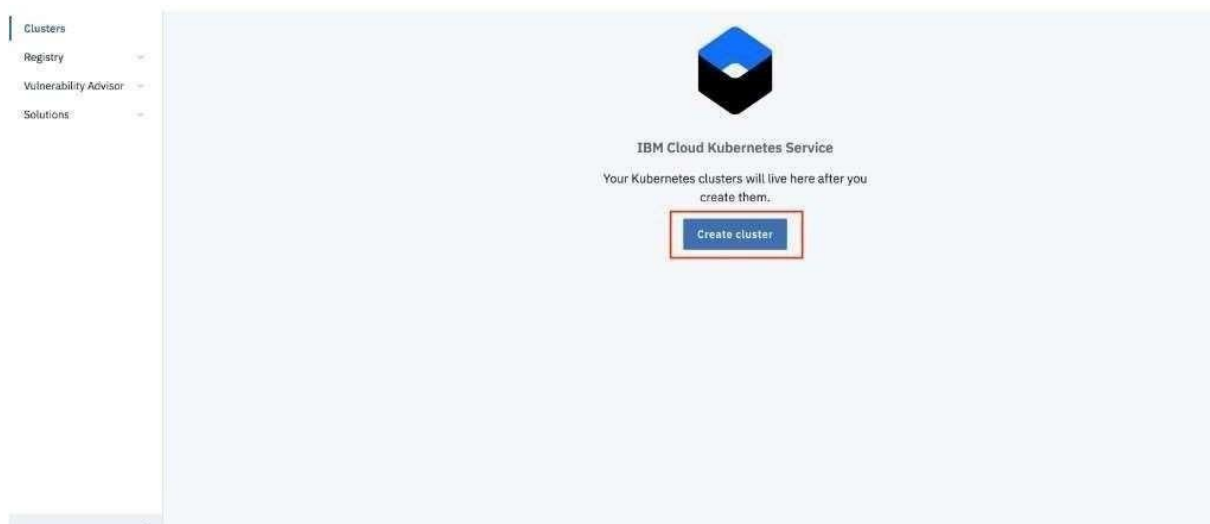 Clusters
Registry
Vulnerability Advisor
Solutions
IBM Cloud Kubernetes Service
Your Kubernetes clusters will live here after you
create them.
Create cluster